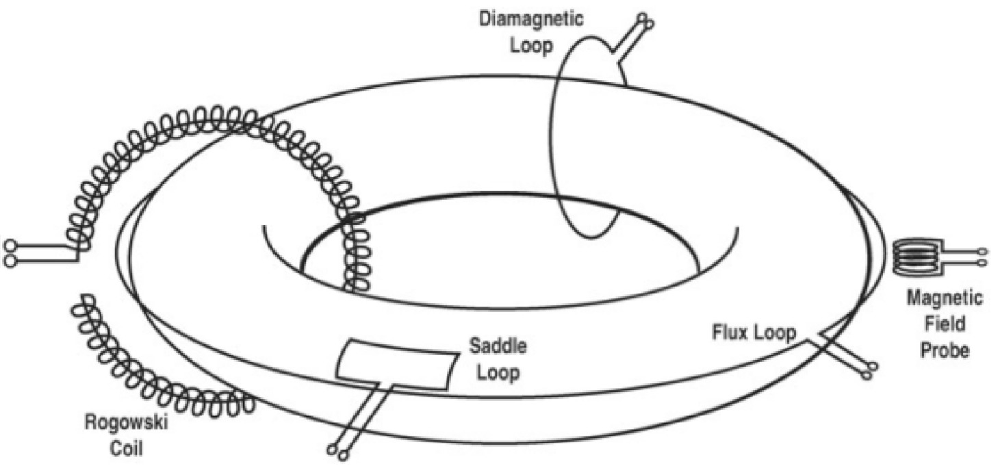 Diamagnetic
Loop
Saddle
Loop
Flux Loop
Magnetic
Field
Probe
Rogowski
Coil